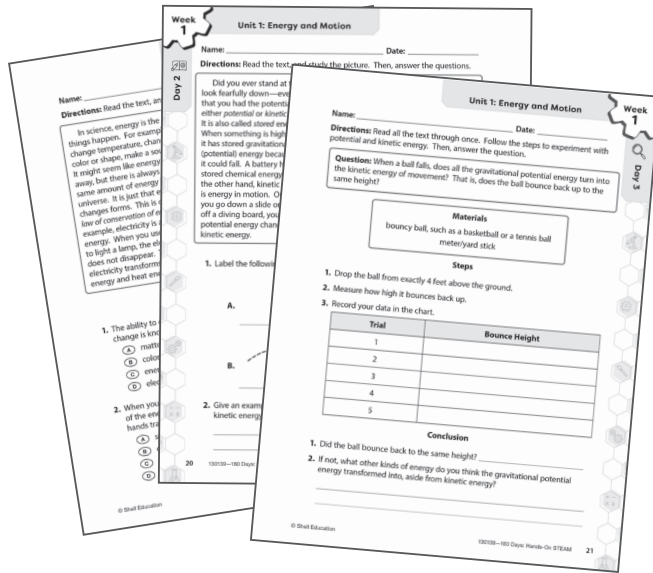 Name:
Directions: Read the text, an
In science, energy is the
things happen. For examp
change temperature, chan
color or shape, make a so
It might seem like energy
away, but there is always
same amount of energy
universe. It is just that e
changes forms. This is
law of conservation of e
example, electricity is a
energy. When you use
to light a lamp, the el
does not disappear.
electricity transform
energy and heat en
1. The ability to
change is kno
A matt
B colo
C ener
D elec
2. When you
of the en
hands tra
A s
B
C
D
© Shell Education
Week
1
Unit 1: Energy and Motion
Day 2
Name: Date:
Directions: Read the text, and study the picture. Then, answer the questions.
Did you ever stand at
look fearfully down—eve
that you had the potenti
either potential or kinetic
It is also called stored en
When something is high
it has stored gravitationa
(potential) energy becau
it could fall. A battery h
stored chemical energy
the other hand, kinetic
is energy in motion. O
you go down a slide or
off a diving board, you
potential energy chan
kinetic energy.
1. Label the followin
A.
B.
2. Give an examp
kinetic energy
20 130139—180 Days:
Unit 1: Energy and Motion
Week
1
Day 3
Name: Date:
Directions: Read all the text through once. Follow the steps to experiment with
potential and kinetic energy. Then, answer the question.
Question: When a ball falls, does all the gravitational potential energy turn into
the kinetic energy of movement? That is, does the ball bounce back up to the
same height?
Materials
bouncy ball, such as a basketball or a tennis ball
meter/yard stick
Steps
1. Drop the ball from exactly 4 feet above the ground.
2. Measure how high it bounces back up.
3. Record your data in the chart.
Trial Bounce Height
1
2
3
4
5
Conclusion
1. Did the ball bounce back to the same height?
2. If not, what other kinds of energy do you think the gravitational potential
energy transformed into, aside from kinetic energy?
© Shell Education
130139—180 Days: Hands-On STEAM 21